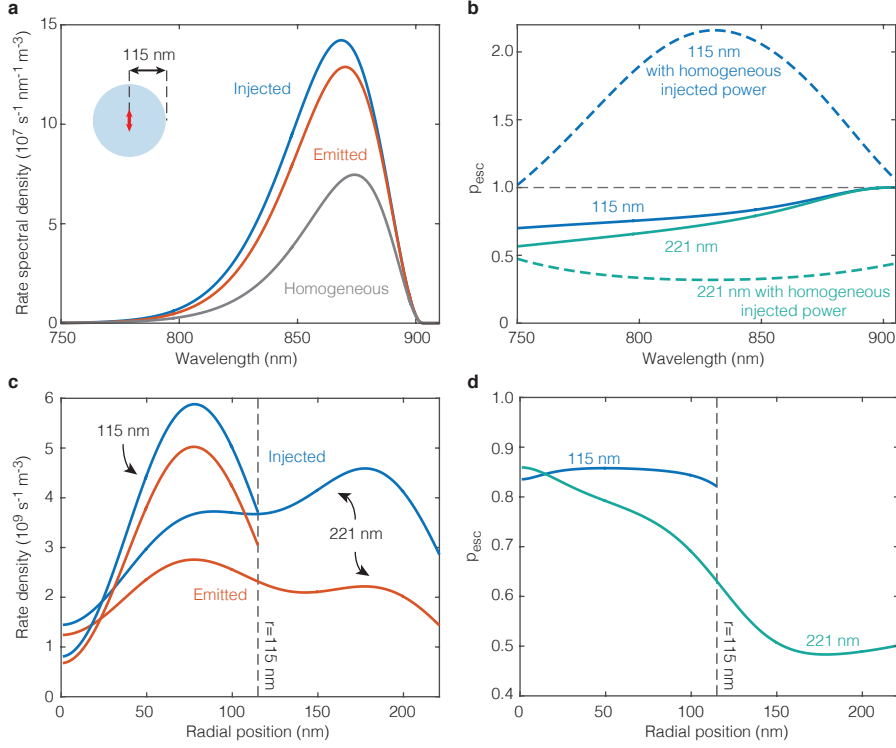 a
115 nm
Injected
Emitted
Homogeneous
Rate spectral density (10⁷ s⁻¹ nm⁻¹ m⁻³)
15
10
5
0
750
800
850
900
Wavelength (nm)
b
115 nm
with homogeneous
injected power
115 nm
221 nm
221 nm with homogeneous
injected power
pₑₛ꜀
2.0
1.0
0.5
0
750
800
850
900
Wavelength (nm)
c
115 nm
Injected
221 nm
Emitted
r=115 nm
Rate density (10⁹ s⁻¹ m⁻³)
6
5
4
3
2
1
0
0
50
100
150
200
Radial position (nm)
d
115 nm
221 nm
r=115 nm
pₑₛ꜀
1.0
0.9
0.8
0.7
0.6
0.5
0.4
0
50
100
150
200
Radial position (nm)